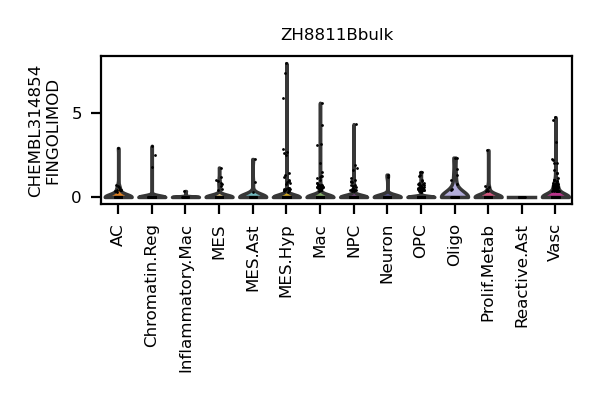 ZH8811Bbulk
CHEMBL314854
FINGOLIMOD
5
0
AC
Chromatin.Reg
Inflammatory.Mac
MES
MES.Ast
MES.Hyp
Mac
NPC
Neuron
OPC
Oligo
Prolif.Metab
Reactive.Ast
Vasc